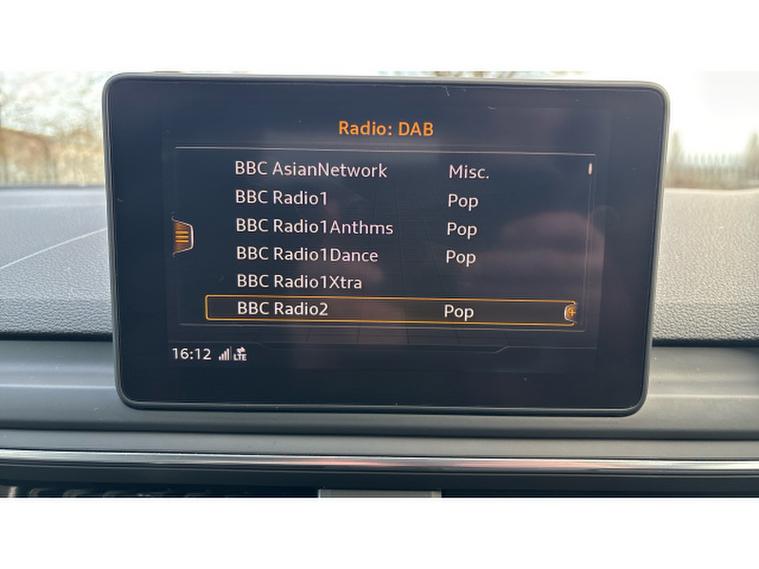 Radio: DAB
BBC AsianNetwork Misc.
BBC Radio1 Pop
BBC Radio1Anthms Pop
BBC Radio1Dance Pop
BBC Radio1Xtra
BBC Radio2 Pop
16:12 LTE